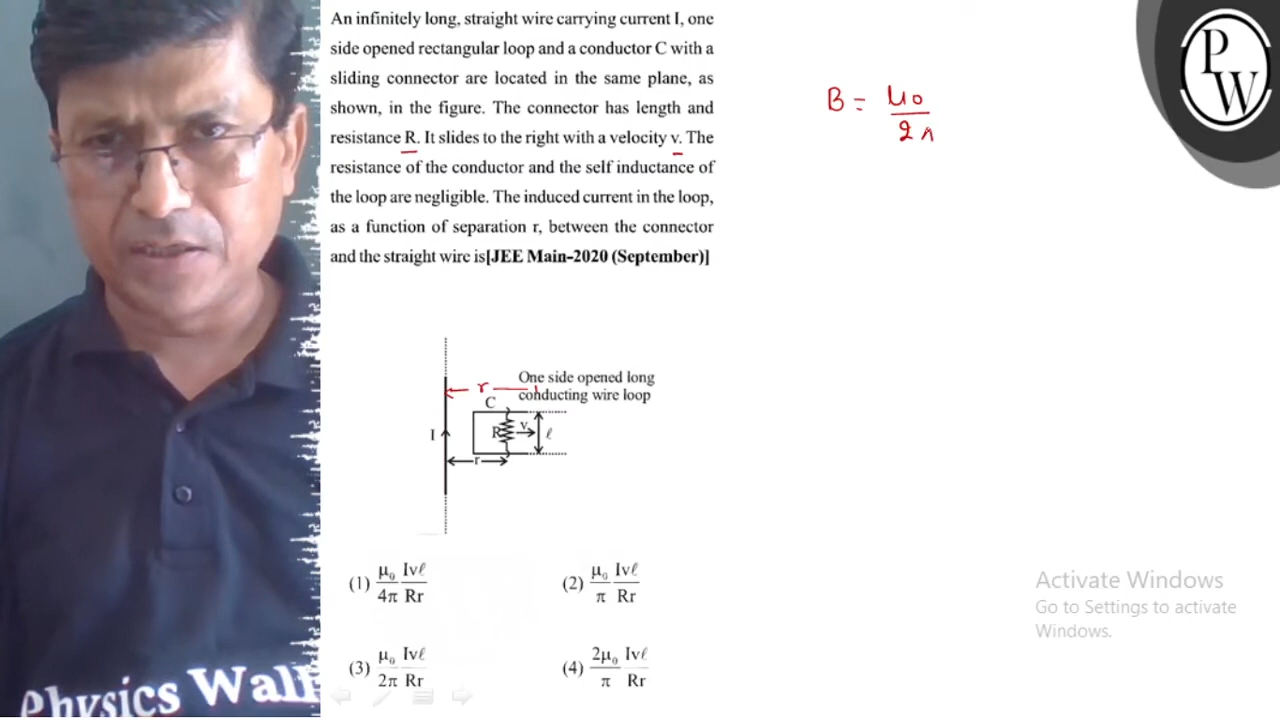 An infinitely long, straight wire carrying current I, one
side opened rectangular loop and a conductor C with a
sliding connector are located in the same plane, as
shown, in the figure. The connector has length and
resistance R. It slides to the right with a velocity v. The
resistance of the conductor and the self inductance of
the loop are negligible. The induced current in the loop,
as a function of separation r, between the connector
and the straight wire is[JEE Main-2020 (September)]
B = μ0/2π
P
W
r
One side opened long
conducting wire loop
C
I R v ℓ
r
(1) μ₀/4π Ivℓ/Rr
(2) μ₀/π Ivℓ/Rr
(3) μ₀/2π Ivℓ/Rr
(4) 2μ₀/π Ivℓ/Rr
Activate Windows
Go to Settings to activate
Windows.
Physics Wall